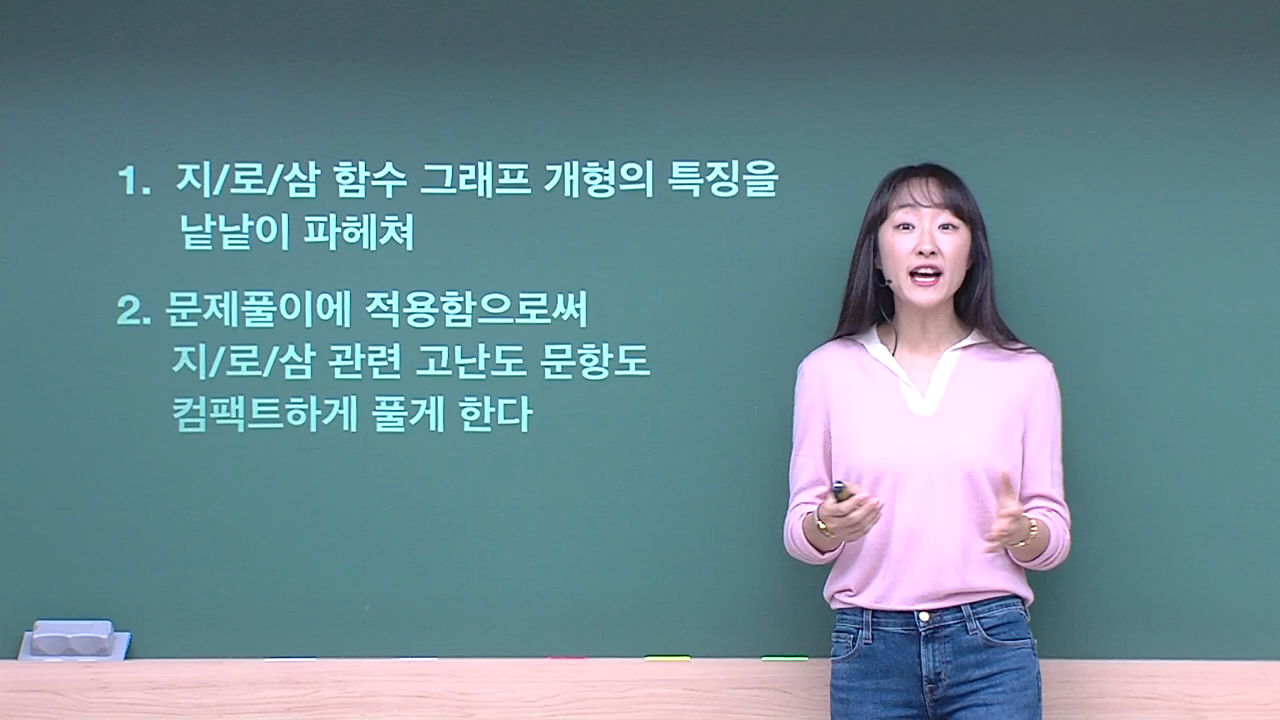 1. 지/로/삼 함수 그래프 개형의 특징을
낱낱이 파헤쳐
2. 문제풀이에 적용함으로써
지/로/삼 관련 고난도 문항도
컴팩트하게 풀게 한다